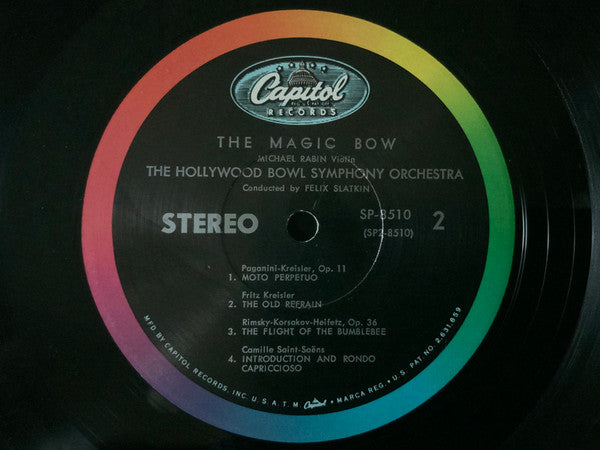 Capitol
RECORDS
THE MAGIC BOW
MICHAEL RABIN Violin
THE HOLLYWOOD BOWL SYMPHONY ORCHESTRA
Conducted by FELIX SLATKIN
STEREO
SP-8510
(SP2-8510)
2
Paganini-Kreisler, Op. 11
1. MOTO PERPETUO
Fritz Kreisler
2. THE OLD REFRAIN
Rimsky-Korsakov-Heifetz, Op. 36
3. THE FLIGHT OF THE BUMBLEBEE
Camille Saint-Saëns
4. INTRODUCTION AND RONDO
CAPRICCIOSO
MFD BY CAPITOL RECORDS, INC. U.S.A. T.M. Capitol • MARCA REG. • U.S. PAT. NO. 2,631,859